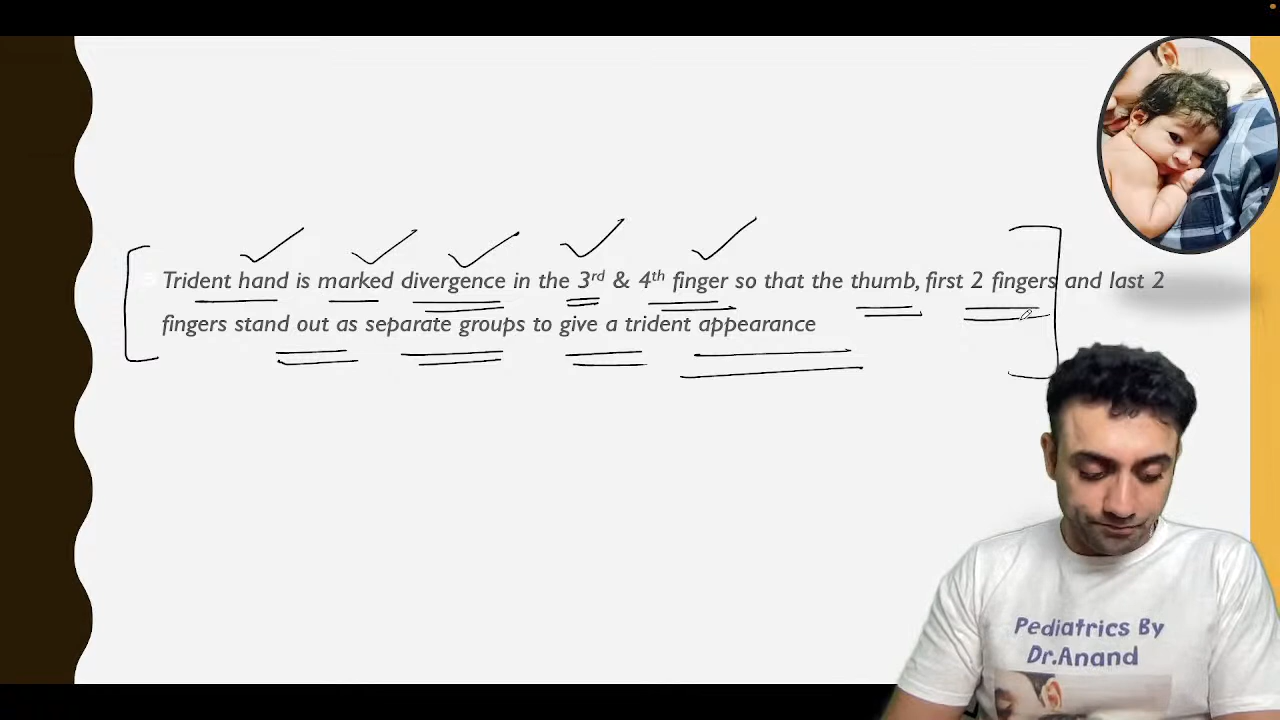 Trident hand is marked divergence in the 3rd & 4th finger so that the thumb, first 2 fingers and last 2
fingers stand out as separate groups to give a trident appearance
Pediatrics By
Dr.Anand